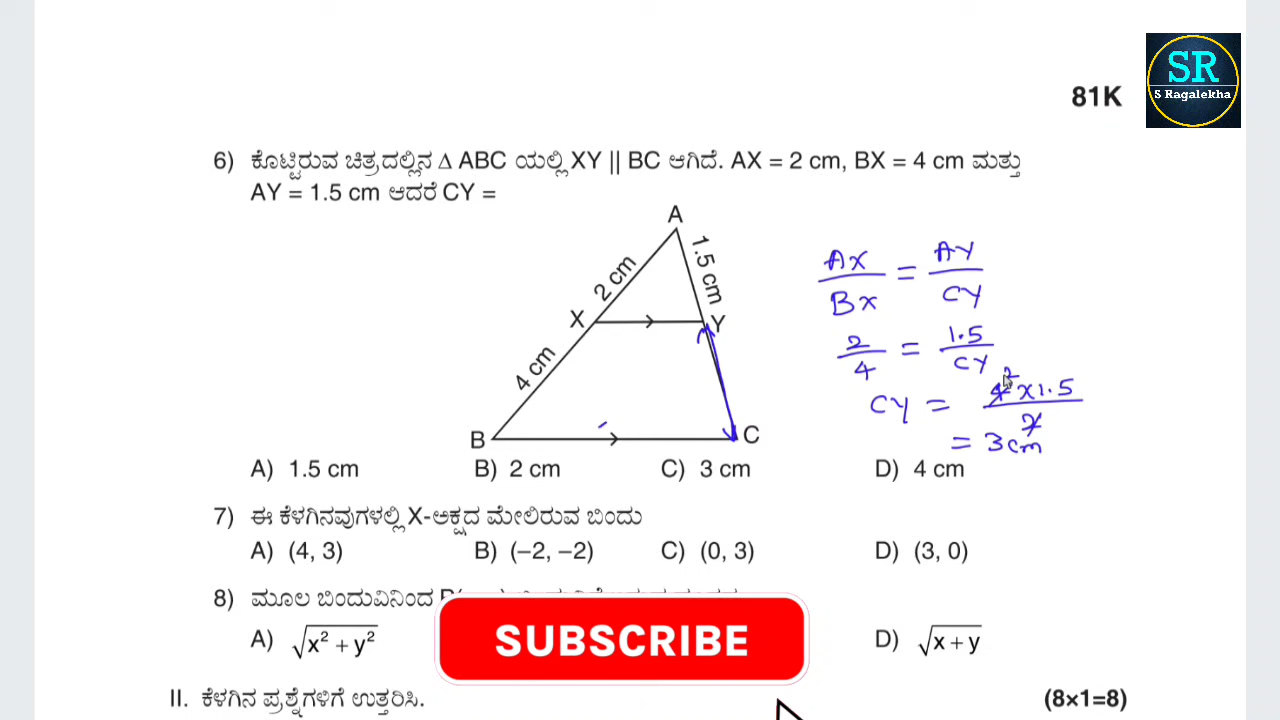 SR
S Ragalekha
81K
6) ಕೊಟ್ಟಿರುವ ಚಿತ್ರದಲ್ಲಿನ Δ ABC ಯಲ್ಲಿ XY || BC ಆಗಿದೆ. AX = 2 cm, BX = 4 cm ಮತ್ತು
AY = 1.5 cm ಆದರೆ CY =
A
2 cm
1.5 cm
X
Y
4 cm
B
C
AX/BX = AY/CY
2/4 = 1.5/CY
CY = 4 2 x 1.5 / 2
= 3cm
A) 1.5 cm B) 2 cm C) 3 cm D) 4 cm
7) ಈ ಕೆಳಗಿನವುಗಳಲ್ಲಿ X-ಅಕ್ಷದ ಮೇಲಿರುವ ಬಿಂದು
A) (4, 3) B) (–2, –2) C) (0, 3) D) (3, 0)
8) ಮೂಲ ಬಿಂದುವಿನಿಂದ
A) √x² + y² D) √x + y
SUBSCRIBE
II. ಕೆಳಗಿನ ಪ್ರಶ್ನೆಗಳಿಗೆ ಉತ್ತರಿಸಿ. (8×1=8)